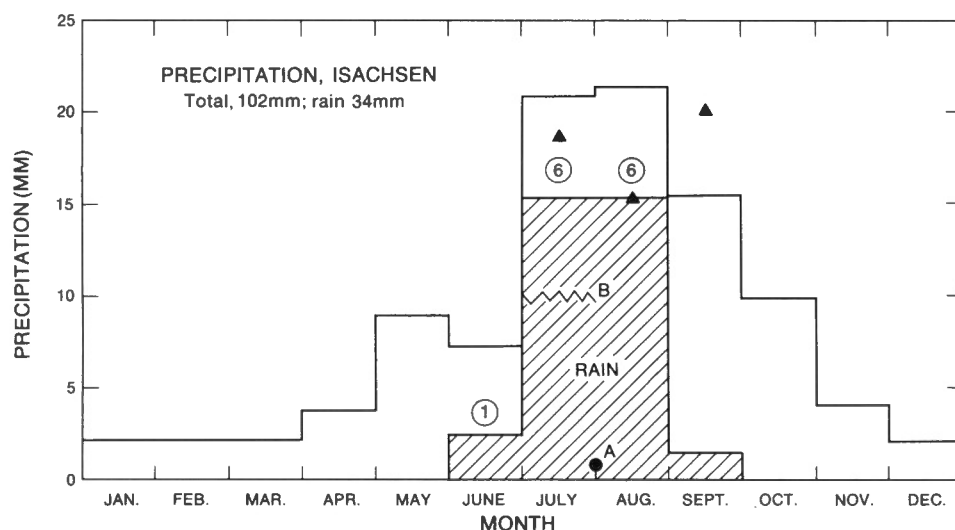 PRECIPITATION, ISACHSEN
Total, 102mm; rain 34mm
PRECIPITATION (MM)
25
20
15
10
5
0
6 6
B
RAIN
1
A
JAN. FEB. MAR. APR. MAY JUNE JULY AUG. SEPT. OCT. NOV. DEC.
MONTH